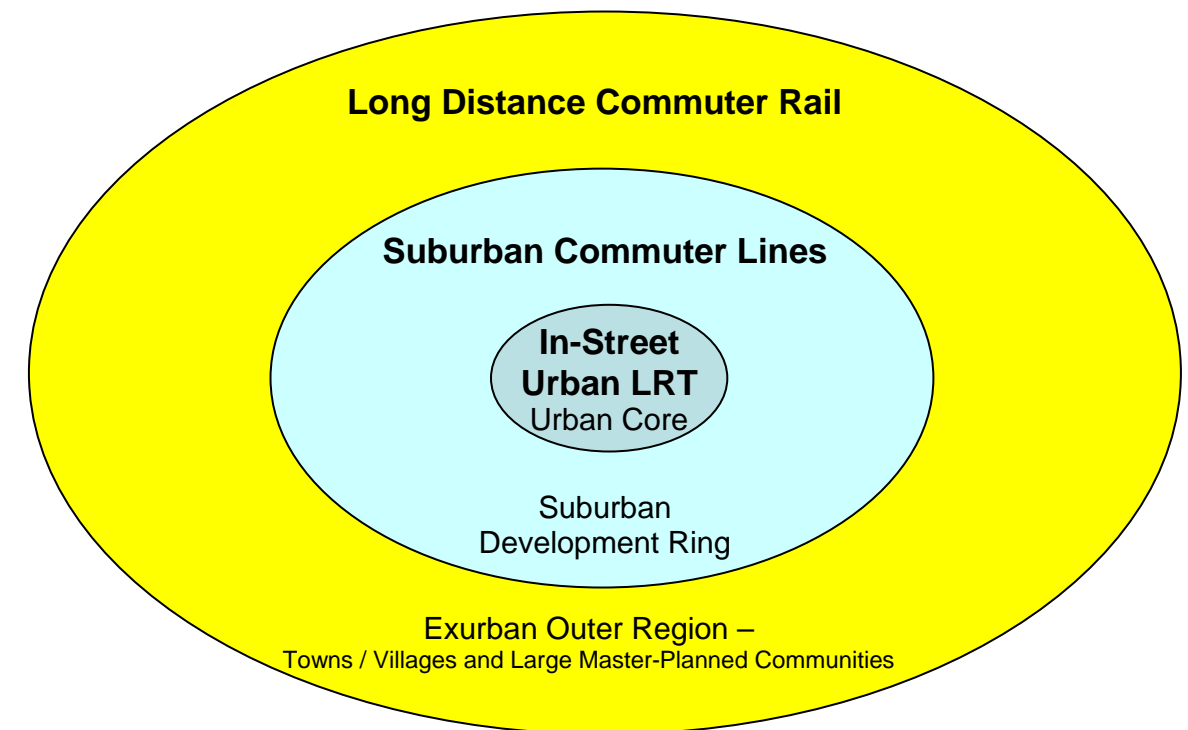 Long Distance Commuter Rail
Suburban Commuter Lines
In-Street
Urban LRT
Urban Core
Suburban
Development Ring
Exurban Outer Region –
Towns / Villages and Large Master-Planned Communities